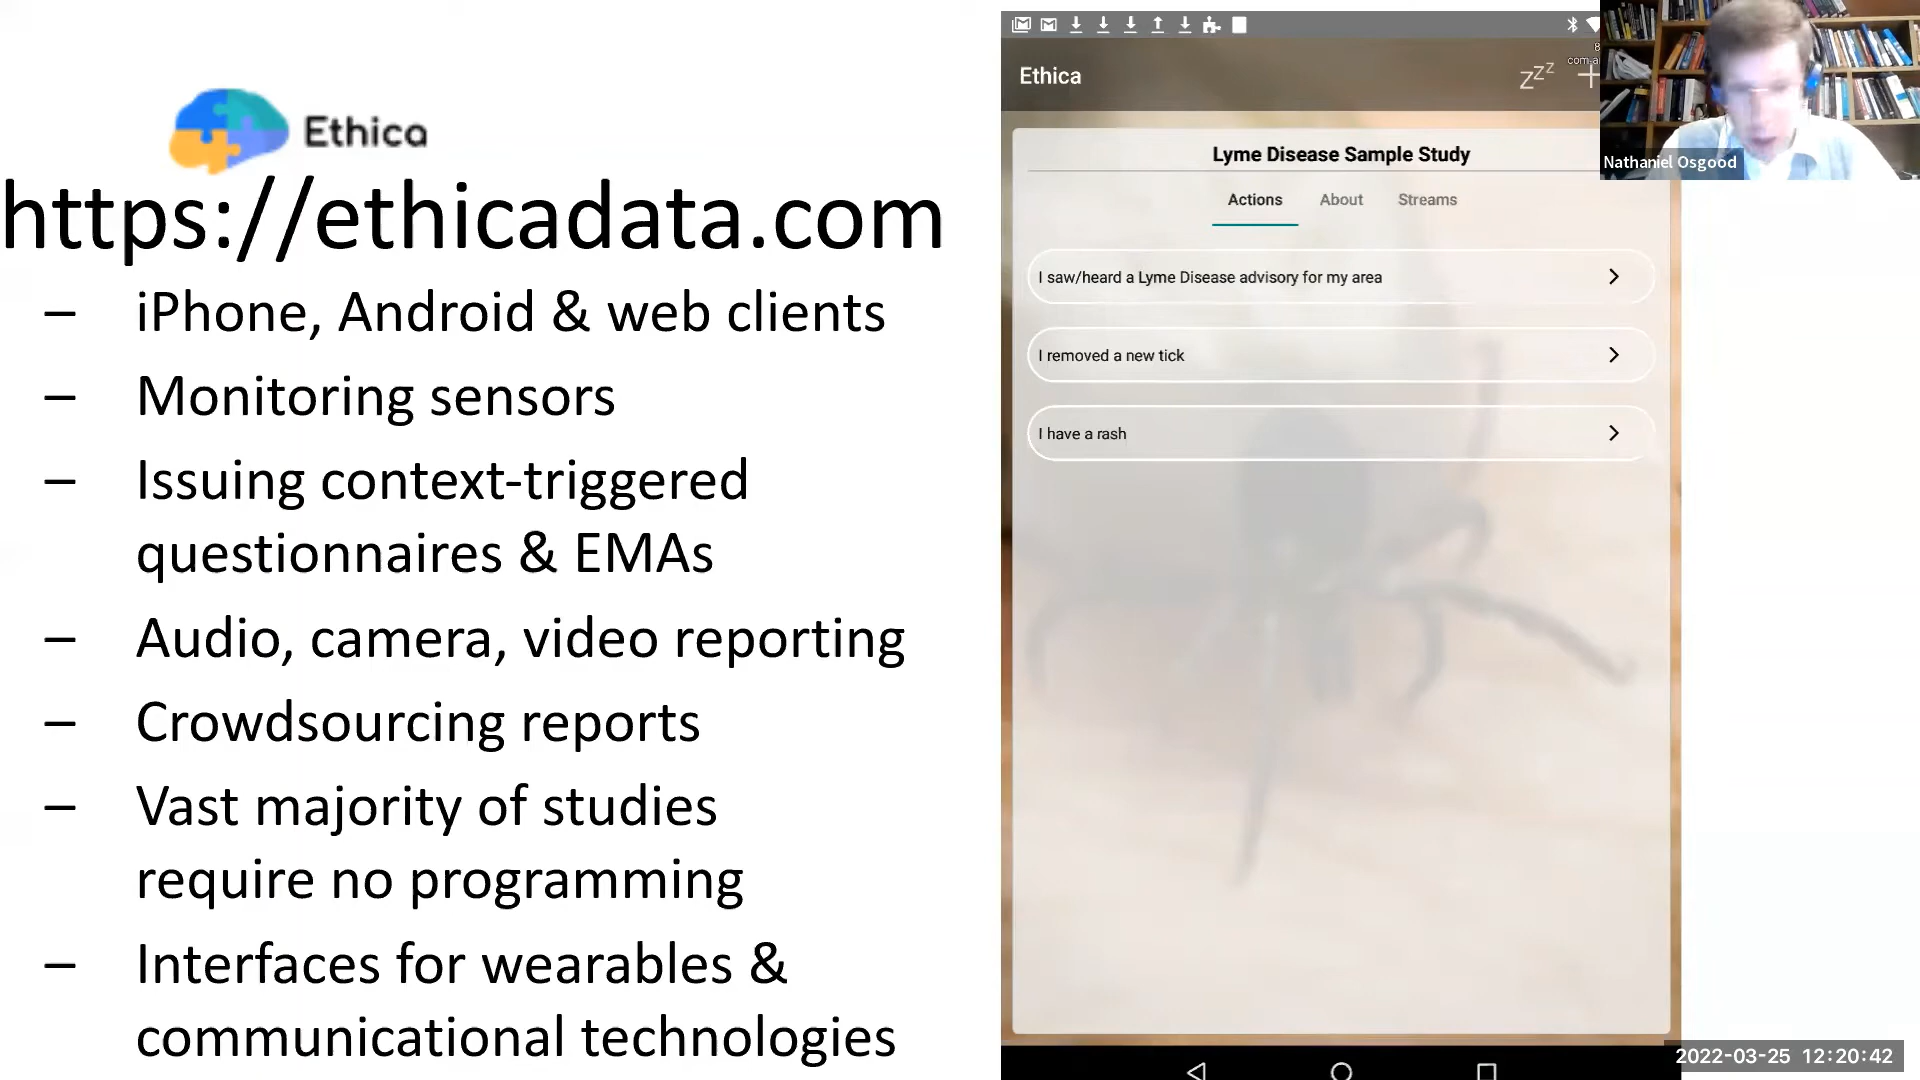 Ethica
https://ethicadata.com
– iPhone, Android & web clients
– Monitoring sensors
– Issuing context-triggered
questionnaires & EMAs
– Audio, camera, video reporting
– Crowdsourcing reports
– Vast majority of studies
require no programming
– Interfaces for wearables &
communicational technologies
Ethica
zzz
Lyme Disease Sample Study
Actions About Streams
I saw/heard a Lyme Disease advisory for my area
I removed a new tick
I have a rash
Nathaniel Osgood
2022-03-25 12:20:42